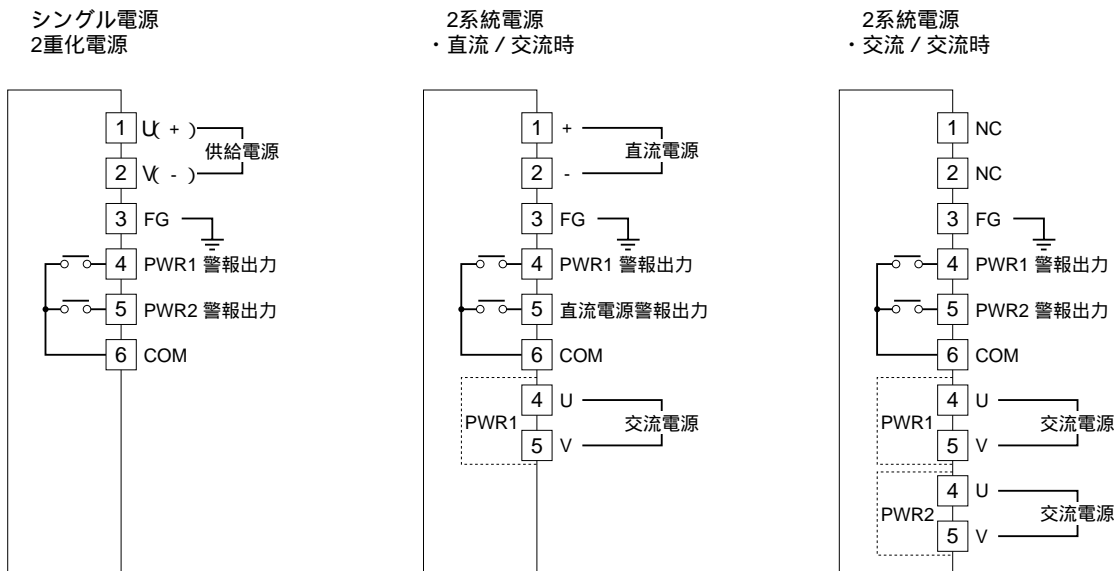 シングル電源
2重化電源
1 U( + )
供給電源
2 V( - )
3 FG
4 PWR1 警報出力
5 PWR2 警報出力
6 COM
2系統電源
・直流 / 交流時
1 +
直流電源
2 -
3 FG
4 PWR1 警報出力
5 直流電源警報出力
6 COM
PWR1
4 U
交流電源
5 V
2系統電源
・交流 / 交流時
1 NC
2 NC
3 FG
4 PWR1 警報出力
5 PWR2 警報出力
6 COM
PWR1
4 U
交流電源
5 V
PWR2
4 U
交流電源
5 V